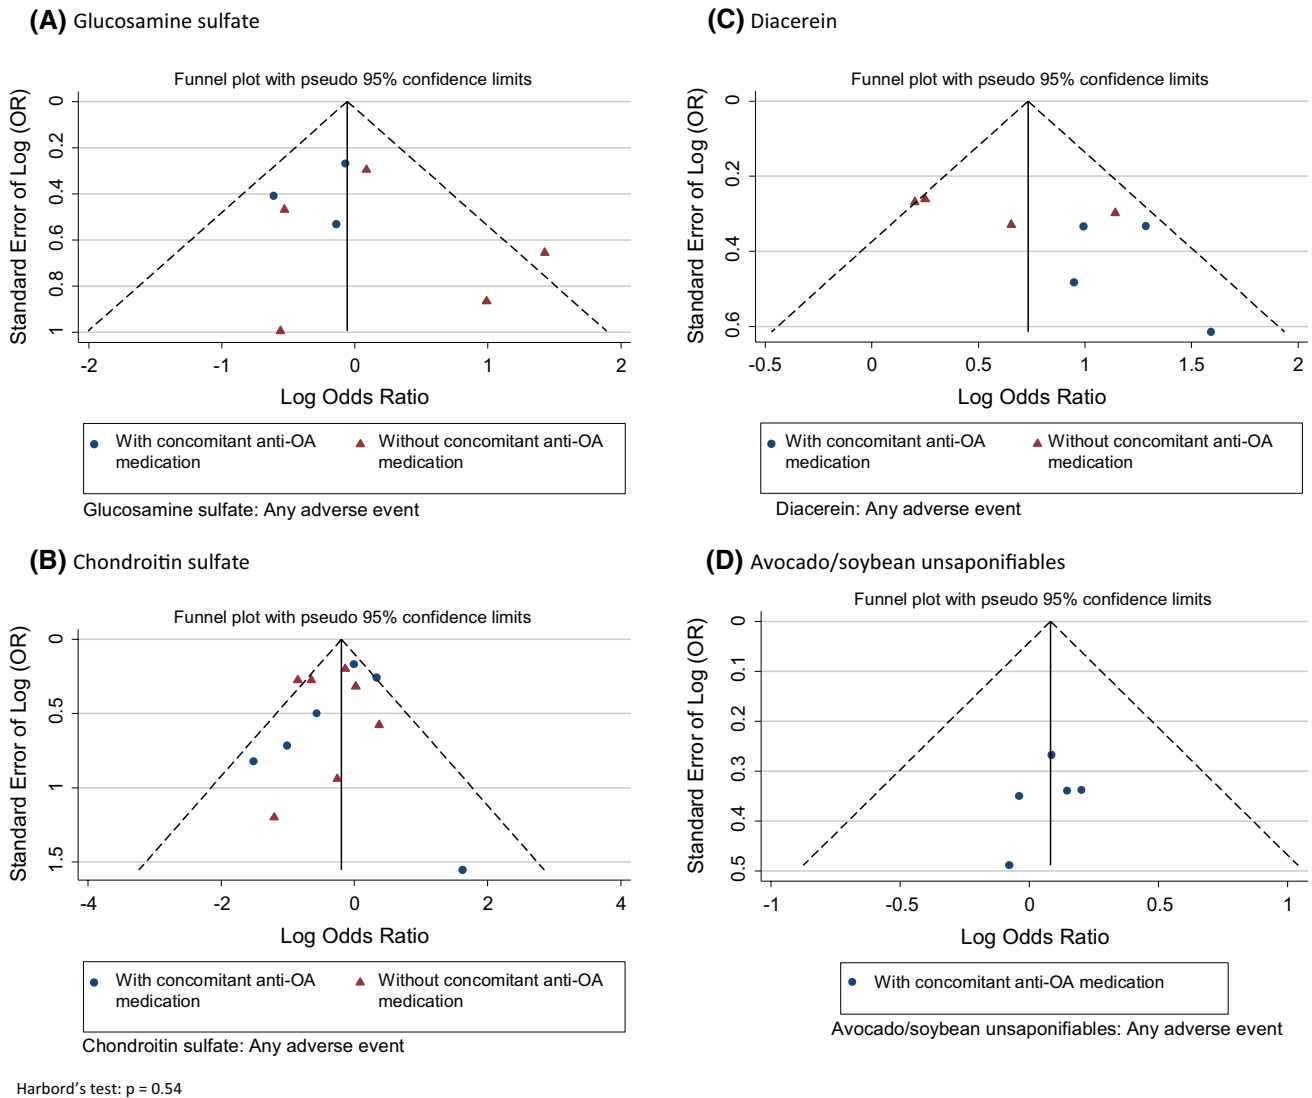 (A) Glucosamine sulfate
Funnel plot with pseudo 95% confidence limits
Standard Error of Log (OR)
0
0.2
0.4
0.6
0.8
1
-2
-1
0
1
2
Log Odds Ratio
With concomitant anti-OA
medication
Without concomitant anti-OA
medication
Glucosamine sulfate: Any adverse event
(B) Chondroitin sulfate
Funnel plot with pseudo 95% confidence limits
Standard Error of Log (OR)
0
0.5
1
1.5
-4
-2
0
2
4
Log Odds Ratio
With concomitant anti-OA
medication
Without concomitant anti-OA
medication
Chondroitin sulfate: Any adverse event
Harbord’s test: p = 0.54
(C) Diacerein
Funnel plot with pseudo 95% confidence limits
Standard Error of Log (OR)
0
0.2
0.4
0.6
-0.5
0
0.5
1
1.5
2
Log Odds Ratio
With concomitant anti-OA
medication
Without concomitant anti-OA
medication
Diacerein: Any adverse event
(D) Avocado/soybean unsaponifiables
Funnel plot with pseudo 95% confidence limits
Standard Error of Log (OR)
0
0.1
0.2
0.3
0.4
0.5
-1
-0.5
0
0.5
1
Log Odds Ratio
With concomitant anti-OA medication
Avocado/soybean unsaponifiables: Any adverse event